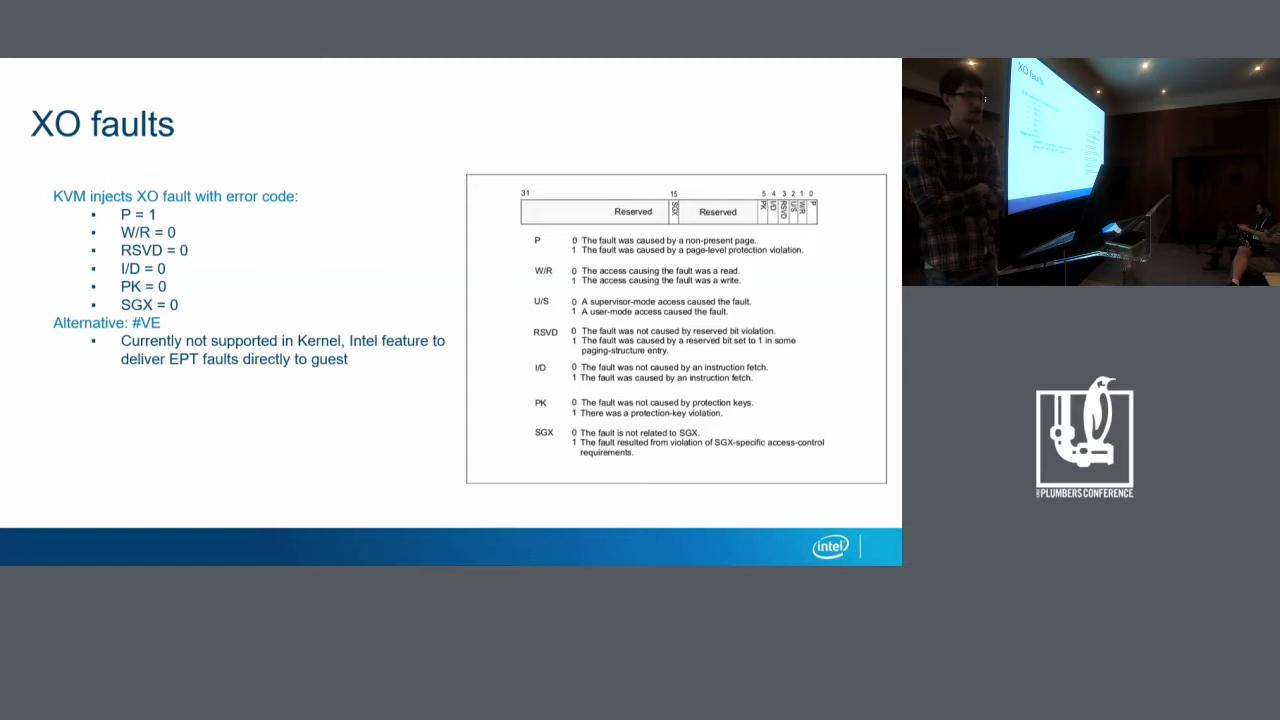 XO faults
KVM injects XO fault with error code:
▪ P = 1
▪ W/R = 0
▪ RSVD = 0
▪ I/D = 0
▪ PK = 0
▪ SGX = 0
Alternative: #VE
▪ Currently not supported in Kernel, Intel feature to
deliver EPT faults directly to guest
31 15 5 4 3 2 1 0
Reserved SGX Reserved PK I/D RSVD U/S W/R P
P 0 The fault was caused by a non-present page.
1 The fault was caused by a page-level protection violation.
W/R 0 The access causing the fault was a read.
1 The access causing the fault was a write.
U/S 0 A supervisor-mode access caused the fault.
1 A user-mode access caused the fault.
RSVD 0 The fault was not caused by reserved bit violation.
1 The fault was caused by a reserved bit set to 1 in some
paging-structure entry.
I/D 0 The fault was not caused by an instruction fetch.
1 The fault was caused by an instruction fetch.
PK 0 The fault was not caused by protection keys.
1 There was a protection-key violation.
SGX 0 The fault is not related to SGX.
1 The fault resulted from violation of SGX-specific access-control
requirements.
intel
XO faults
PLUMBERS CONFERENCE